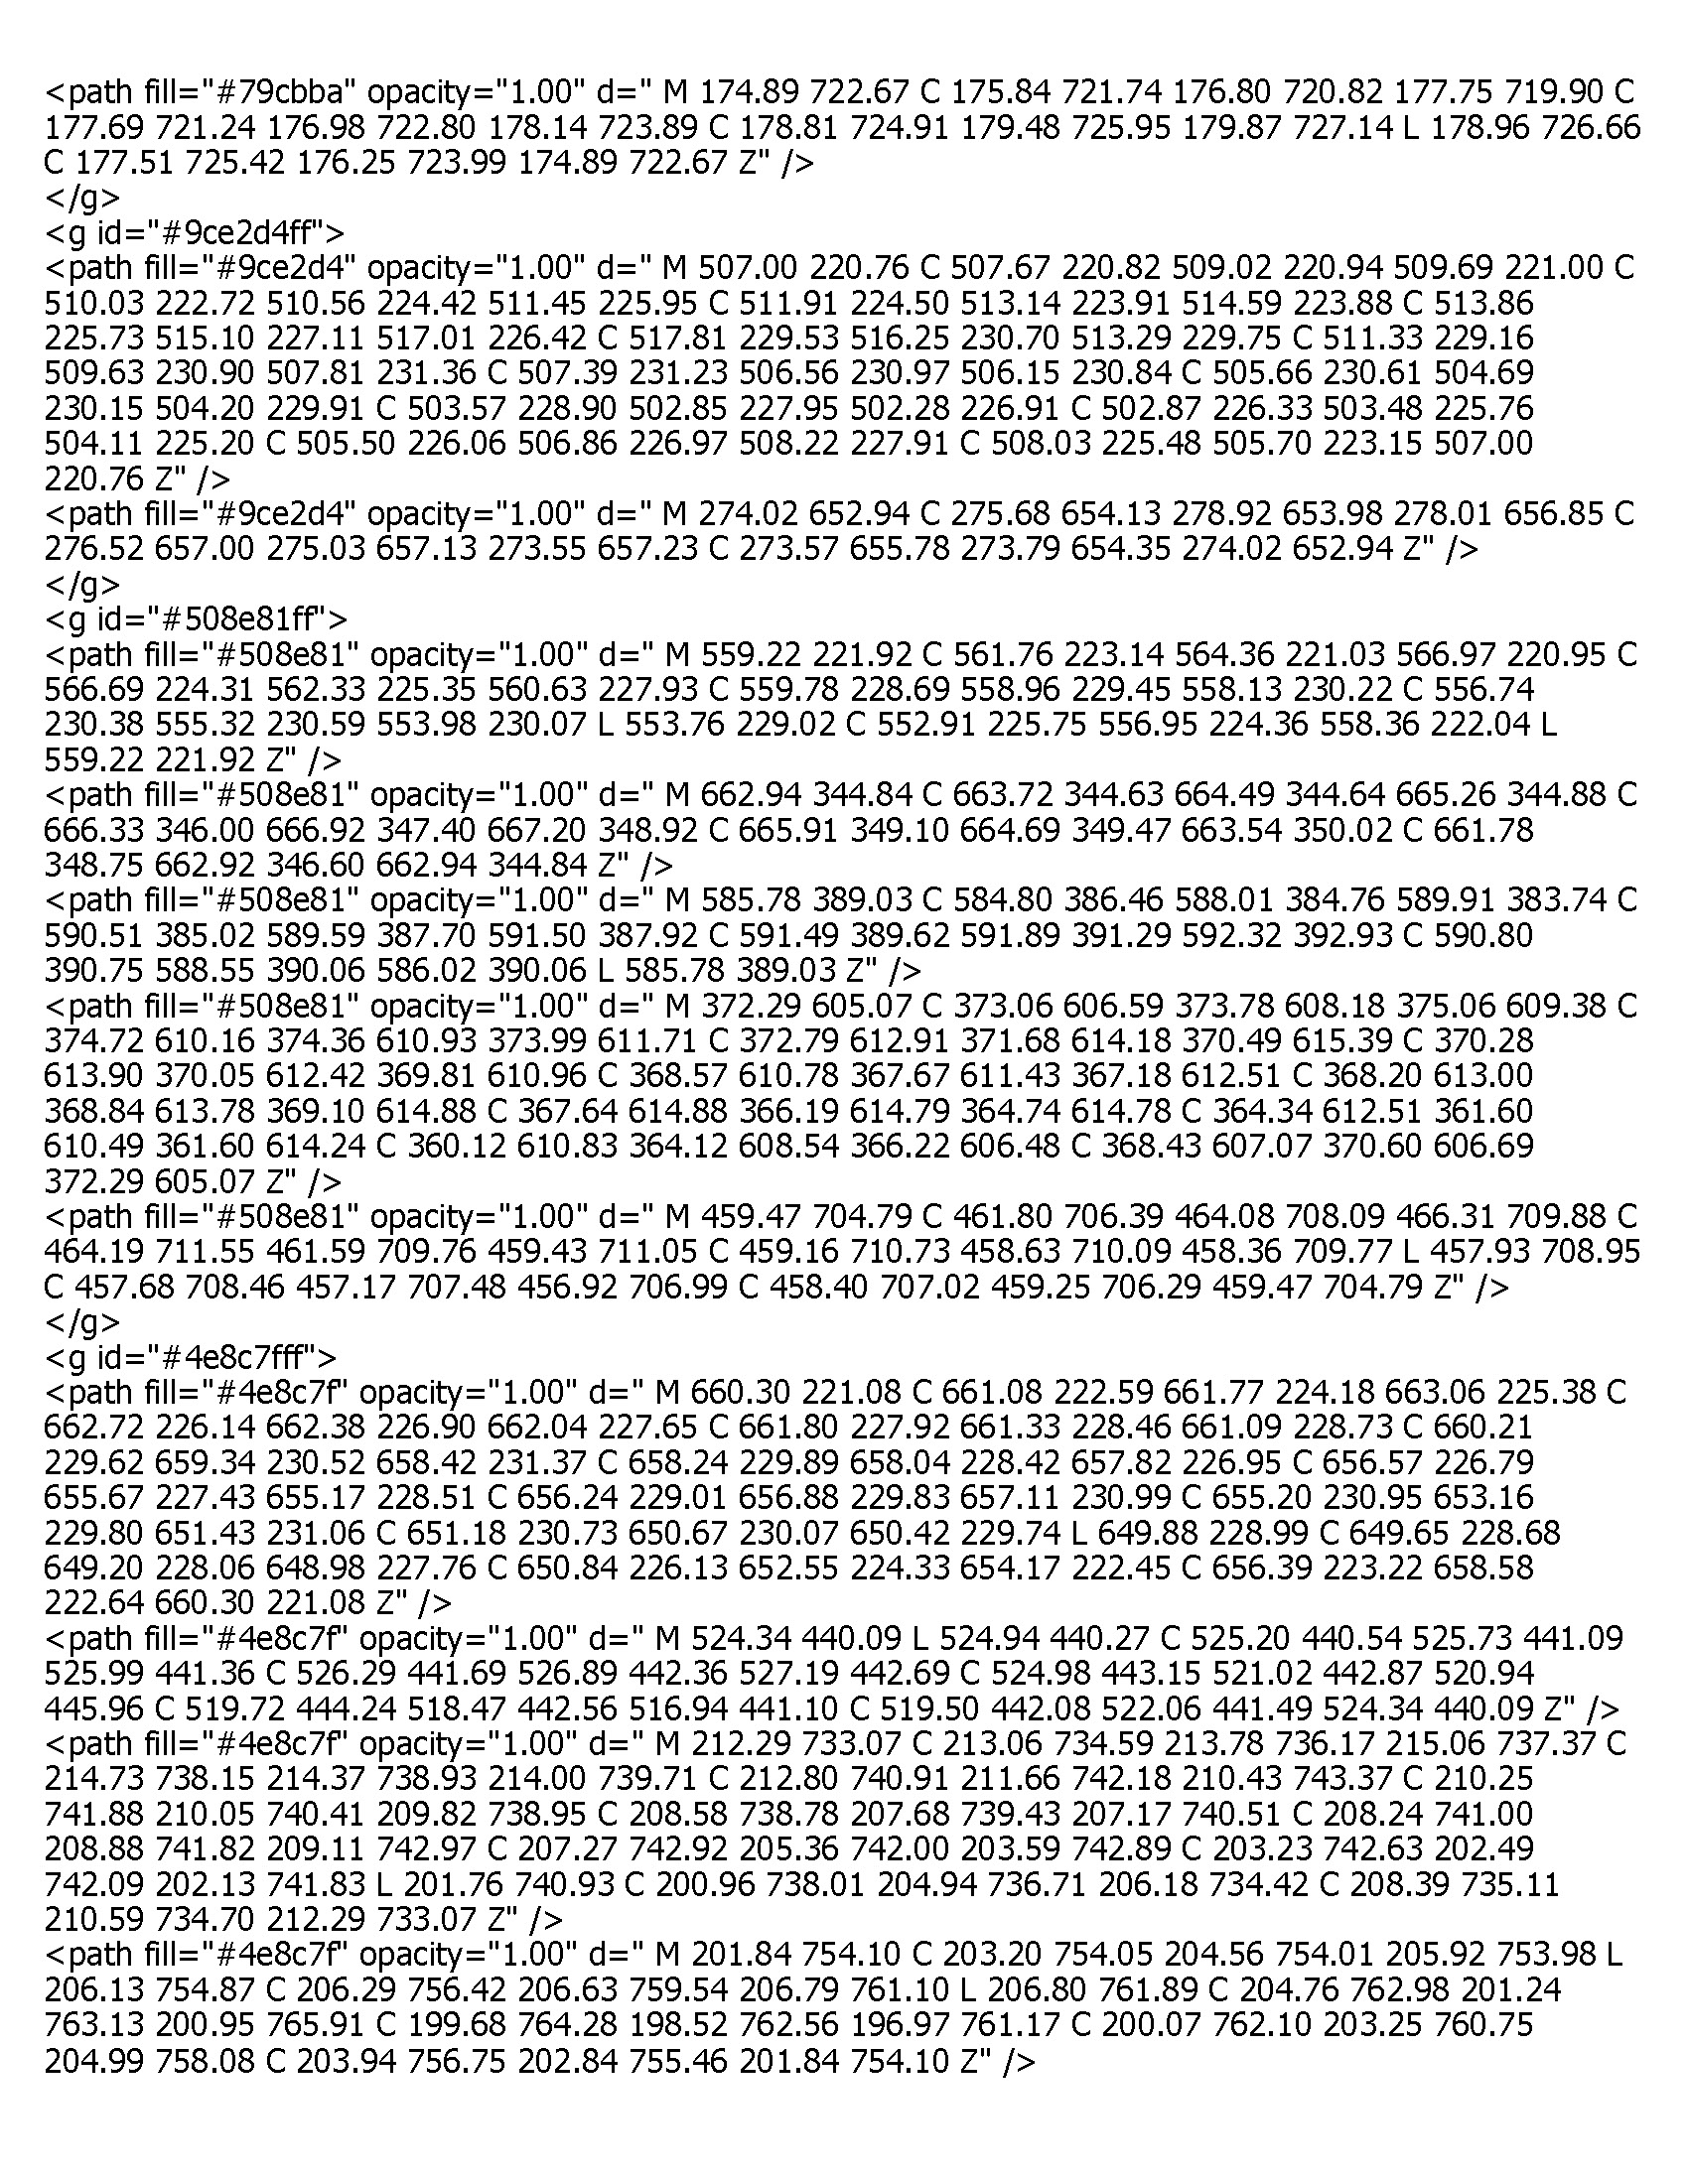 <path fill="#79cbba" opacity="1.00" d=" M 174.89 722.67 C 175.84 721.74 176.80 720.82 177.75 719.90 C
177.69 721.24 176.98 722.80 178.14 723.89 C 178.81 724.91 179.48 725.95 179.87 727.14 L 178.96 726.66
C 177.51 725.42 176.25 723.99 174.89 722.67 Z" />
</g>
<g id="#9ce2d4ff">
<path fill="#9ce2d4" opacity="1.00" d=" M 507.00 220.76 C 507.67 220.82 509.02 220.94 509.69 221.00 C
510.03 222.72 510.56 224.42 511.45 225.95 C 511.91 224.50 513.14 223.91 514.59 223.88 C 513.86
225.73 515.10 227.11 517.01 226.42 C 517.81 229.53 516.25 230.70 513.29 229.75 C 511.33 229.16
509.63 230.90 507.81 231.36 C 507.39 231.23 506.56 230.97 506.15 230.84 C 505.66 230.61 504.69
230.15 504.20 229.91 C 503.57 228.90 502.85 227.95 502.28 226.91 C 502.87 226.33 503.48 225.76
504.11 225.20 C 505.50 226.06 506.86 226.97 508.22 227.91 C 508.03 225.48 505.70 223.15 507.00
220.76 Z" />
<path fill="#9ce2d4" opacity="1.00" d=" M 274.02 652.94 C 275.68 654.13 278.92 653.98 278.01 656.85 C
276.52 657.00 275.03 657.13 273.55 657.23 C 273.57 655.78 273.79 654.35 274.02 652.94 Z" />
</g>
<g id="#508e81ff">
<path fill="#508e81" opacity="1.00" d=" M 559.22 221.92 C 561.76 223.14 564.36 221.03 566.97 220.95 C
566.69 224.31 562.33 225.35 560.63 227.93 C 559.78 228.69 558.96 229.45 558.13 230.22 C 556.74
230.38 555.32 230.59 553.98 230.07 L 553.76 229.02 C 552.91 225.75 556.95 224.36 558.36 222.04 L
559.22 221.92 Z" />
<path fill="#508e81" opacity="1.00" d=" M 662.94 344.84 C 663.72 344.63 664.49 344.64 665.26 344.88 C
666.33 346.00 666.92 347.40 667.20 348.92 C 665.91 349.10 664.69 349.47 663.54 350.02 C 661.78
348.75 662.92 346.60 662.94 344.84 Z" />
<path fill="#508e81" opacity="1.00" d=" M 585.78 389.03 C 584.80 386.46 588.01 384.76 589.91 383.74 C
590.51 385.02 589.59 387.70 591.50 387.92 C 591.49 389.62 591.89 391.29 592.32 392.93 C 590.80
390.75 588.55 390.06 586.02 390.06 L 585.78 389.03 Z" />
<path fill="#508e81" opacity="1.00" d=" M 372.29 605.07 C 373.06 606.59 373.78 608.18 375.06 609.38 C
374.72 610.16 374.36 610.93 373.99 611.71 C 372.79 612.91 371.68 614.18 370.49 615.39 C 370.28
613.90 370.05 612.42 369.81 610.96 C 368.57 610.78 367.67 611.43 367.18 612.51 C 368.20 613.00
368.84 613.78 369.10 614.88 C 367.64 614.88 366.19 614.79 364.74 614.78 C 364.34 612.51 361.60
610.49 361.60 614.24 C 360.12 610.83 364.12 608.54 366.22 606.48 C 368.43 607.07 370.60 606.69
372.29 605.07 Z" />
<path fill="#508e81" opacity="1.00" d=" M 459.47 704.79 C 461.80 706.39 464.08 708.09 466.31 709.88 C
464.19 711.55 461.59 709.76 459.43 711.05 C 459.16 710.73 458.63 710.09 458.36 709.77 L 457.93 708.95
C 457.68 708.46 457.17 707.48 456.92 706.99 C 458.40 707.02 459.25 706.29 459.47 704.79 Z" />
</g>
<g id="#4e8c7fff">
<path fill="#4e8c7f" opacity="1.00" d=" M 660.30 221.08 C 661.08 222.59 661.77 224.18 663.06 225.38 C
662.72 226.14 662.38 226.90 662.04 227.65 C 661.80 227.92 661.33 228.46 661.09 228.73 C 660.21
229.62 659.34 230.52 658.42 231.37 C 658.24 229.89 658.04 228.42 657.82 226.95 C 656.57 226.79
655.67 227.43 655.17 228.51 C 656.24 229.01 656.88 229.83 657.11 230.99 C 655.20 230.95 653.16
229.80 651.43 231.06 C 651.18 230.73 650.67 230.07 650.42 229.74 L 649.88 228.99 C 649.65 228.68
649.20 228.06 648.98 227.76 C 650.84 226.13 652.55 224.33 654.17 222.45 C 656.39 223.22 658.58
222.64 660.30 221.08 Z" />
<path fill="#4e8c7f" opacity="1.00" d=" M 524.34 440.09 L 524.94 440.27 C 525.20 440.54 525.73 441.09
525.99 441.36 C 526.29 441.69 526.89 442.36 527.19 442.69 C 524.98 443.15 521.02 442.87 520.94
445.96 C 519.72 444.24 518.47 442.56 516.94 441.10 C 519.50 442.08 522.06 441.49 524.34 440.09 Z" />
<path fill="#4e8c7f" opacity="1.00" d=" M 212.29 733.07 C 213.06 734.59 213.78 736.17 215.06 737.37 C
214.73 738.15 214.37 738.93 214.00 739.71 C 212.80 740.91 211.66 742.18 210.43 743.37 C 210.25
741.88 210.05 740.41 209.82 738.95 C 208.58 738.78 207.68 739.43 207.17 740.51 C 208.24 741.00
208.88 741.82 209.11 742.97 C 207.27 742.92 205.36 742.00 203.59 742.89 C 203.23 742.63 202.49
742.09 202.13 741.83 L 201.76 740.93 C 200.96 738.01 204.94 736.71 206.18 734.42 C 208.39 735.11
210.59 734.70 212.29 733.07 Z" />
<path fill="#4e8c7f" opacity="1.00" d=" M 201.84 754.10 C 203.20 754.05 204.56 754.01 205.92 753.98 L
206.13 754.87 C 206.29 756.42 206.63 759.54 206.79 761.10 L 206.80 761.89 C 204.76 762.98 201.24
763.13 200.95 765.91 C 199.68 764.28 198.52 762.56 196.97 761.17 C 200.07 762.10 203.25 760.75
204.99 758.08 C 203.94 756.75 202.84 755.46 201.84 754.10 Z" />